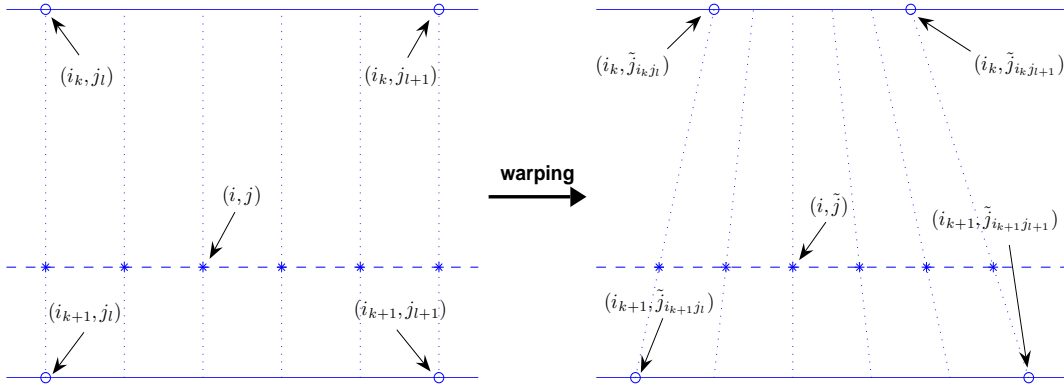 (i_k, j_l)
(i_k, j_{l+1})
(i_k, \tilde{j}_{i_k j_l})
(i_k, \tilde{j}_{i_k j_{l+1}})
warping
(i, j)
(i, \tilde{j})
(i_{k+1}, \tilde{j}_{i_{k+1} j_{l+1}})
(i_{k+1}, j_l)
(i_{k+1}, j_{l+1})
(i_{k+1}, \tilde{j}_{i_{k+1} j_l})